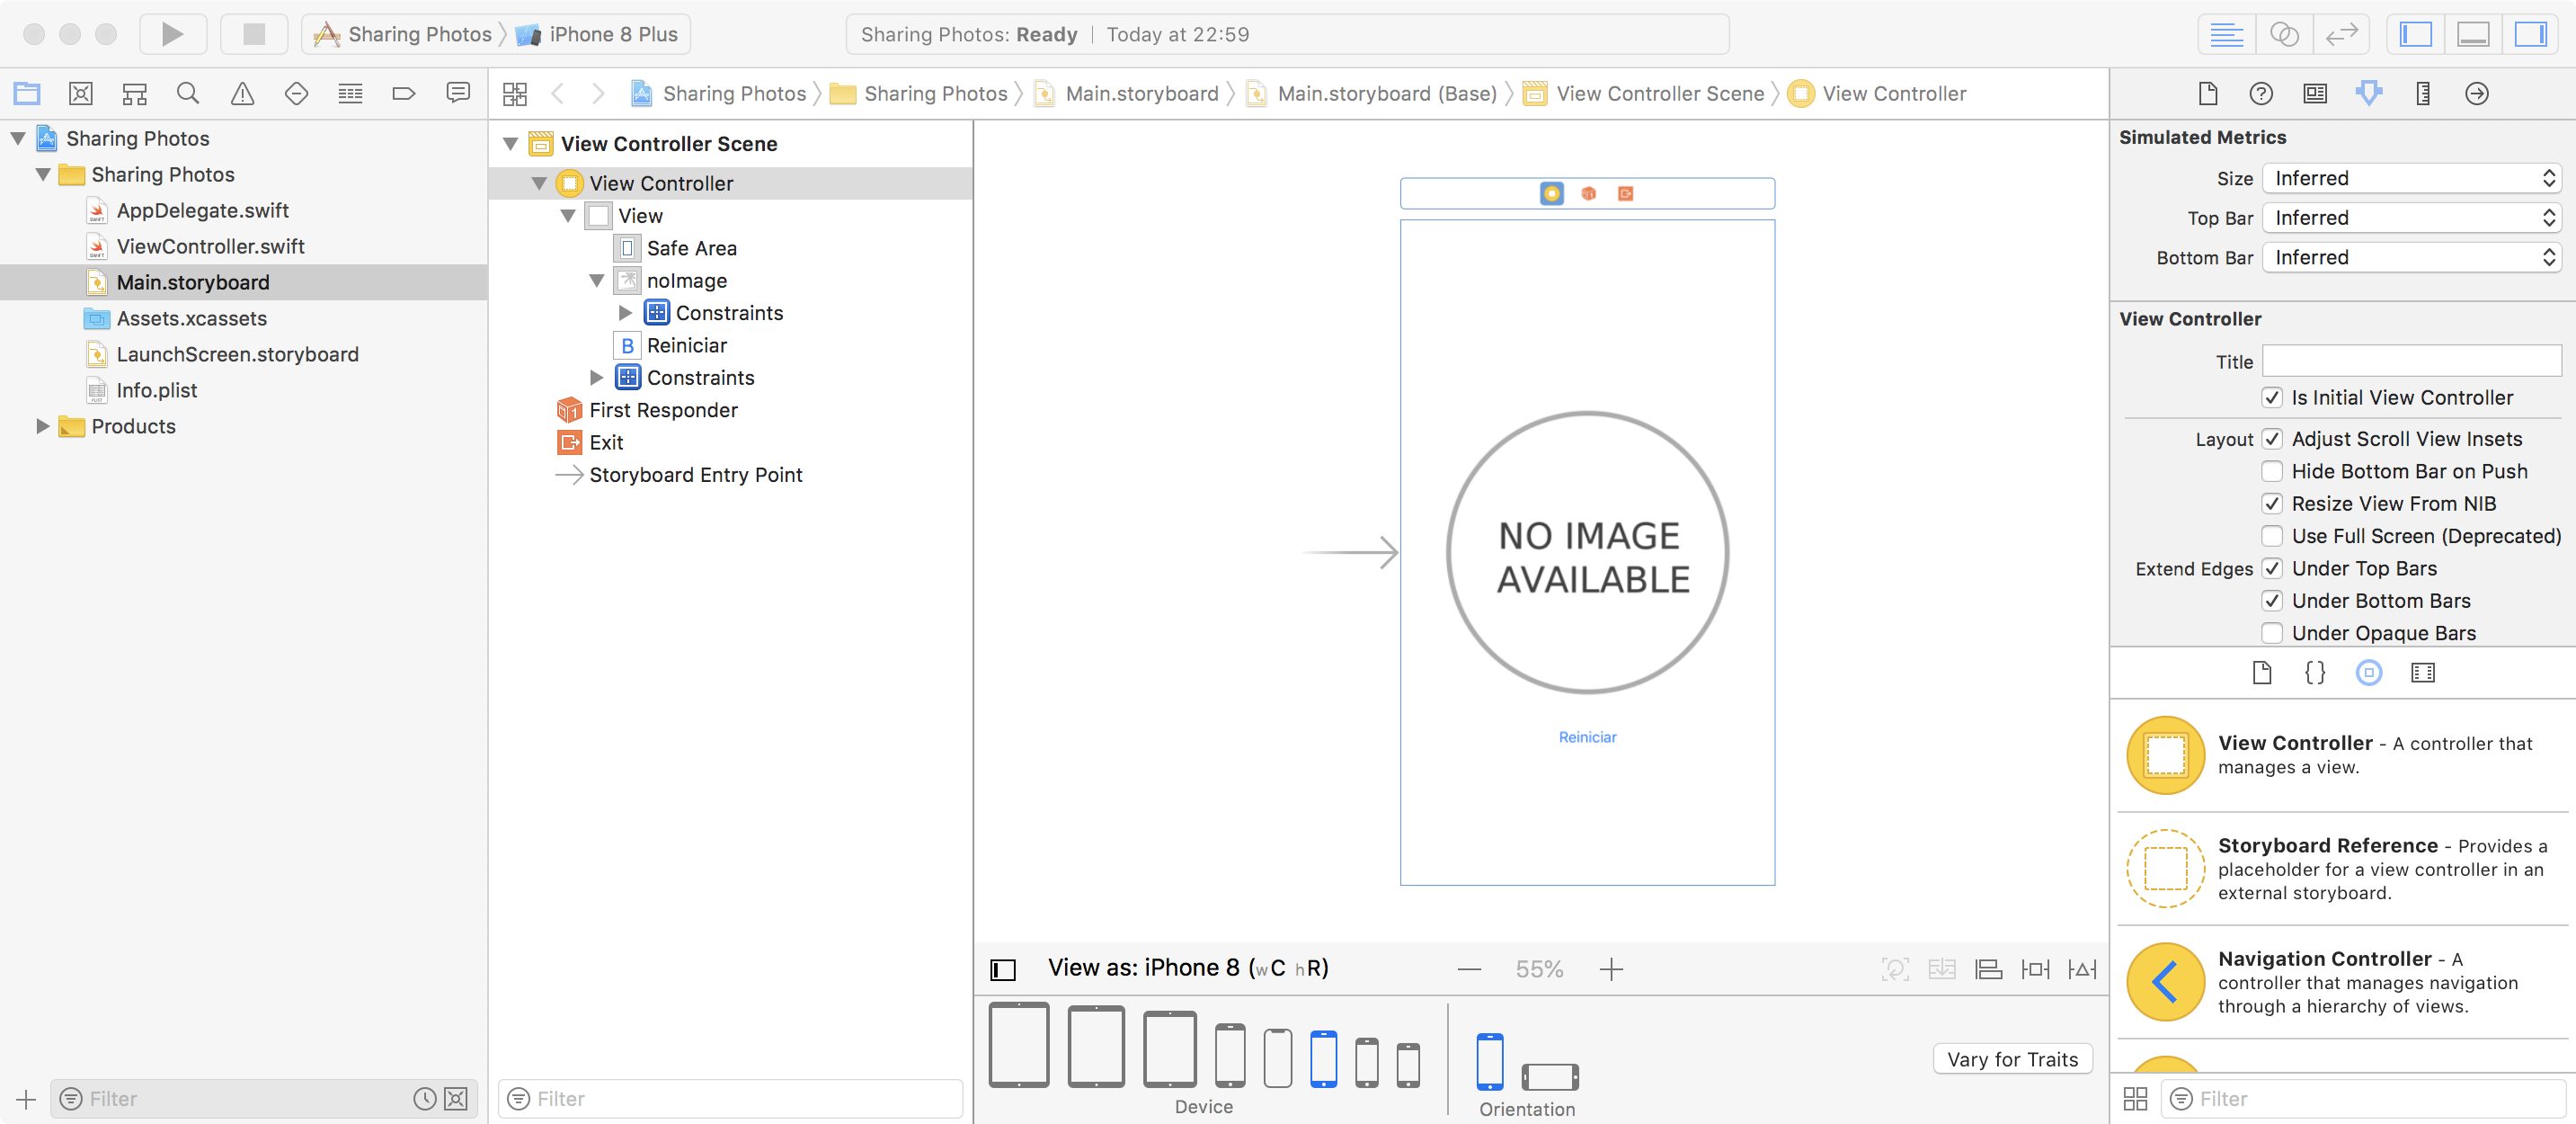 Sharing Photos
iPhone 8 Plus
Sharing Photos: Ready | Today at 22:59
Sharing Photos
Sharing Photos
Main.storyboard
Main.storyboard (Base)
View Controller Scene
View Controller
Sharing Photos
Sharing Photos
AppDelegate.swift
ViewController.swift
Main.storyboard
Assets.xcassets
LaunchScreen.storyboard
Info.plist
Products
Filter
View Controller Scene
View Controller
View
Safe Area
noImage
Constraints
B Reiniciar
Constraints
First Responder
Exit
Storyboard Entry Point
Filter
NO IMAGE
AVAILABLE
Reiniciar
View as: iPhone 8 (wC hR)
55%
Device
Orientation
Vary for Traits
Simulated Metrics
Size Inferred
Top Bar Inferred
Bottom Bar Inferred
View Controller
Title
Is Initial View Controller
Layout Adjust Scroll View Insets
Hide Bottom Bar on Push
Resize View From NIB
Use Full Screen (Deprecated)
Extend Edges Under Top Bars
Under Bottom Bars
Under Opaque Bars
View Controller - A controller that
manages a view.
Storyboard Reference - Provides a
placeholder for a view controller in an
external storyboard.
Navigation Controller - A
controller that manages navigation
through a hierarchy of views.
Filter